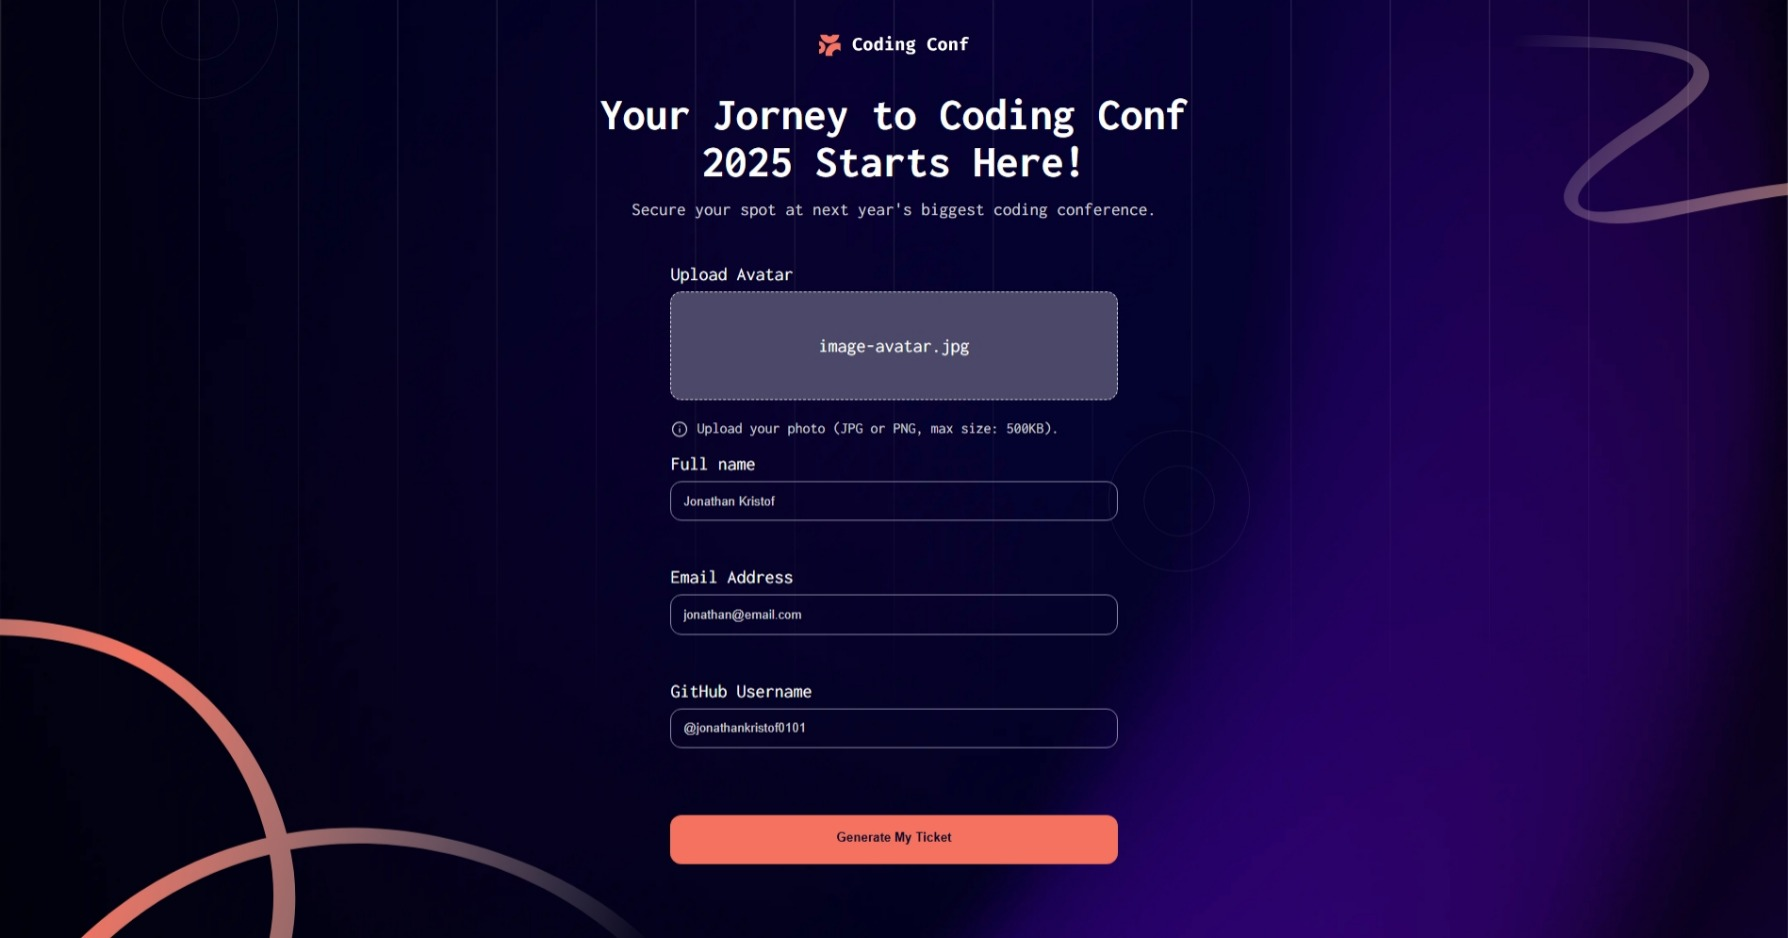 Coding Conf
Your Jorney to Coding Conf
2025 Starts Here!
Secure your spot at next year's biggest coding conference.
Upload Avatar
image-avatar.jpg
Upload your photo (JPG or PNG, max size: 500KB).
Full name
Jonathan Kristof
Email Address
jonathan@email.com
GitHub Username
@jonathankristof0101
Generate My Ticket